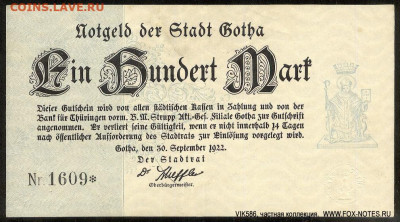 COINS.LAVE.RU
Notgeld der Stadt Gotha
Ein Hundert Mark
Dieser Gutschein wird von allen städtischen Kassen in Zahlung und von der
Bank für Thüringen vorm. B. M. Strupp Akt.-Ges. Filiale Gotha zur Gutschrift
angenommen. Er verliert seine Gültigkeit, wenn er nicht innerhalb 14 Tagen
nach öffentlicher Aufforderung des Stadtrats zur Einlösung vorgelegt wird.
Gotha, den 30. September 1922.
Der Stadtrat
Dr Scheffler
Oberbürgermeister.
Nr. 1609*
VIK586, частная коллекция, FOX-NOTES.RU